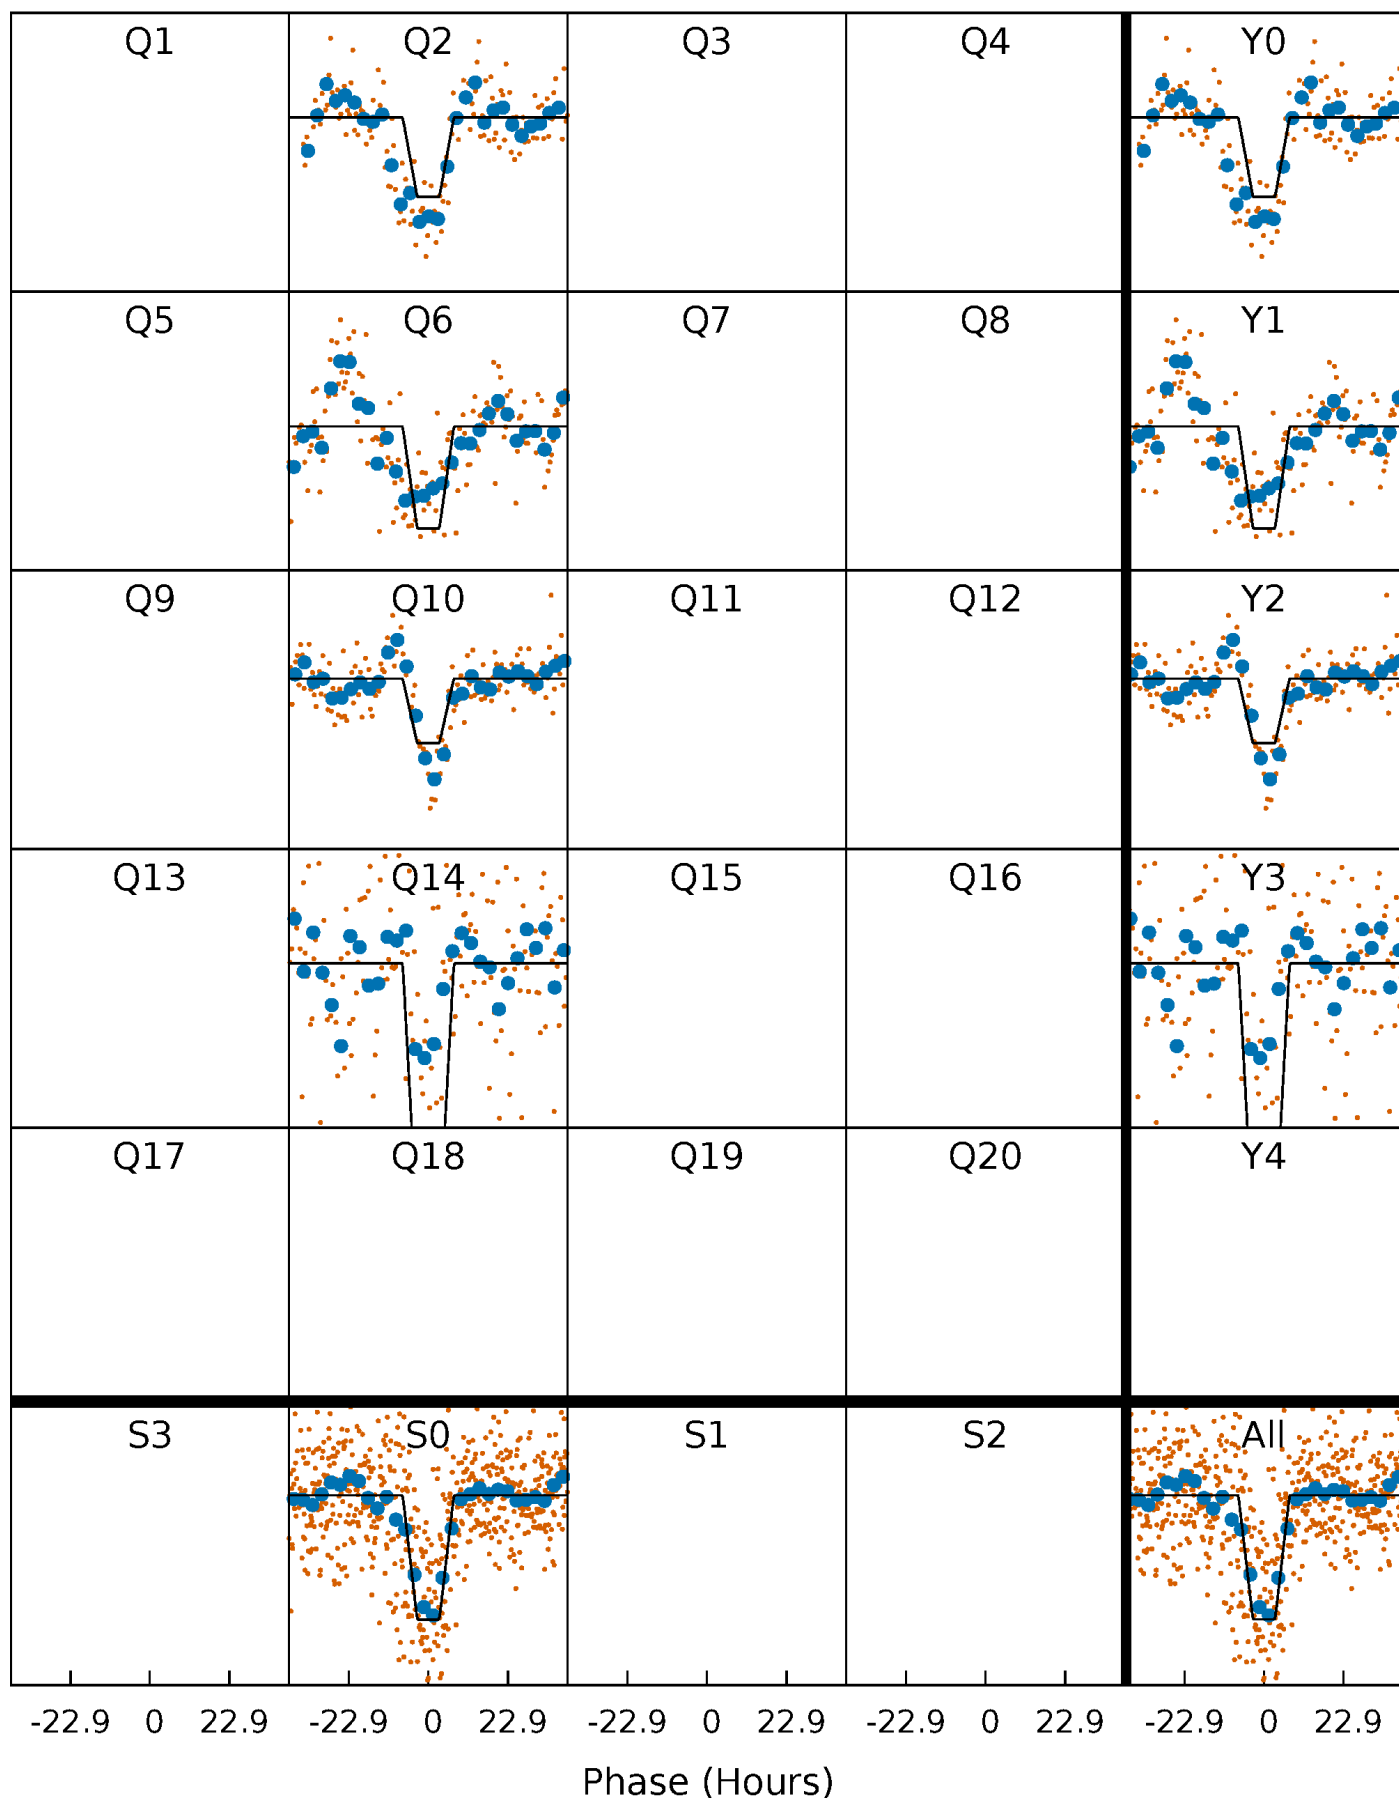 Q1 Q2 Q3 Q4 Y0
Q5 Q6 Q7 Q8 Y1
Q9 Q10 Q11 Q12 Y2
Q13 Q14 Q15 Q16 Y3
Q17 Q18 Q19 Q20 Y4
S3 S0 S1 S2 All
-22.9 0 22.9 -22.9 0 22.9 -22.9 0 22.9 -22.9 0 22.9 -22.9 0 22.9
Phase (Hours)